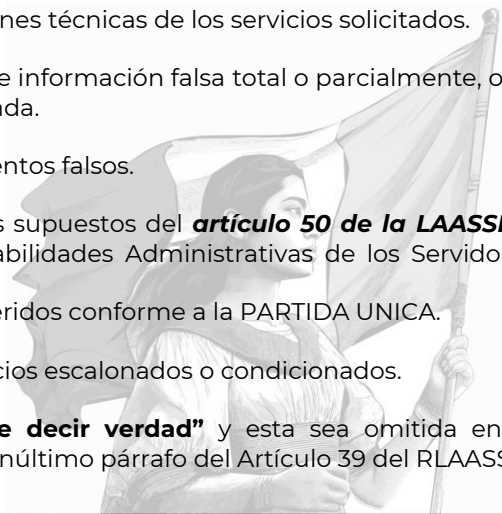 nes técnicas de los servicios solicitados.
e información falsa total o parcialmente, o
da.
ntos falsos.
s supuestos del artículo 50 de la LAASS
abilidades Administrativas de los Servido
eridos conforme a la PARTIDA UNICA.
cios escalonados o condicionados.
e decir verdad” y esta sea omitida en
núltimo párrafo del Artículo 39 del RLAASS